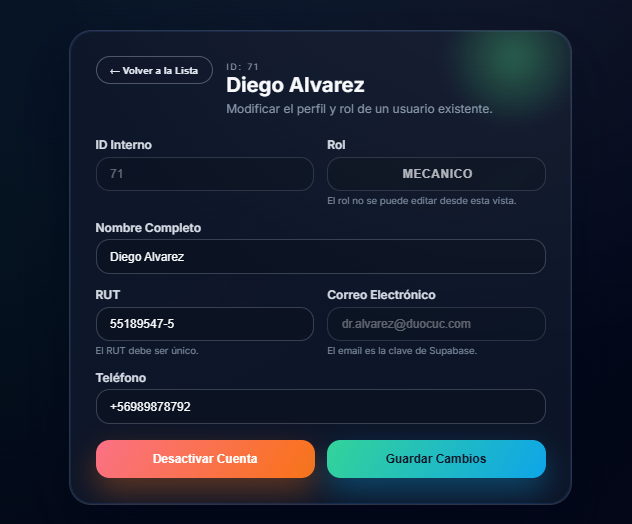 ← Volver a la Lista
ID: 71
Diego Alvarez
Modificar el perfil y rol de un usuario existente.
ID Interno
Rol
71
MECANICO
El rol no se puede editar desde esta vista.
Nombre Completo
Diego Alvarez
RUT
Correo Electrónico
55189547-5
dr.alvarez@duocuc.com
El RUT debe ser único.
El email es la clave de Supabase.
Teléfono
+56989878792
Desactivar Cuenta
Guardar Cambios